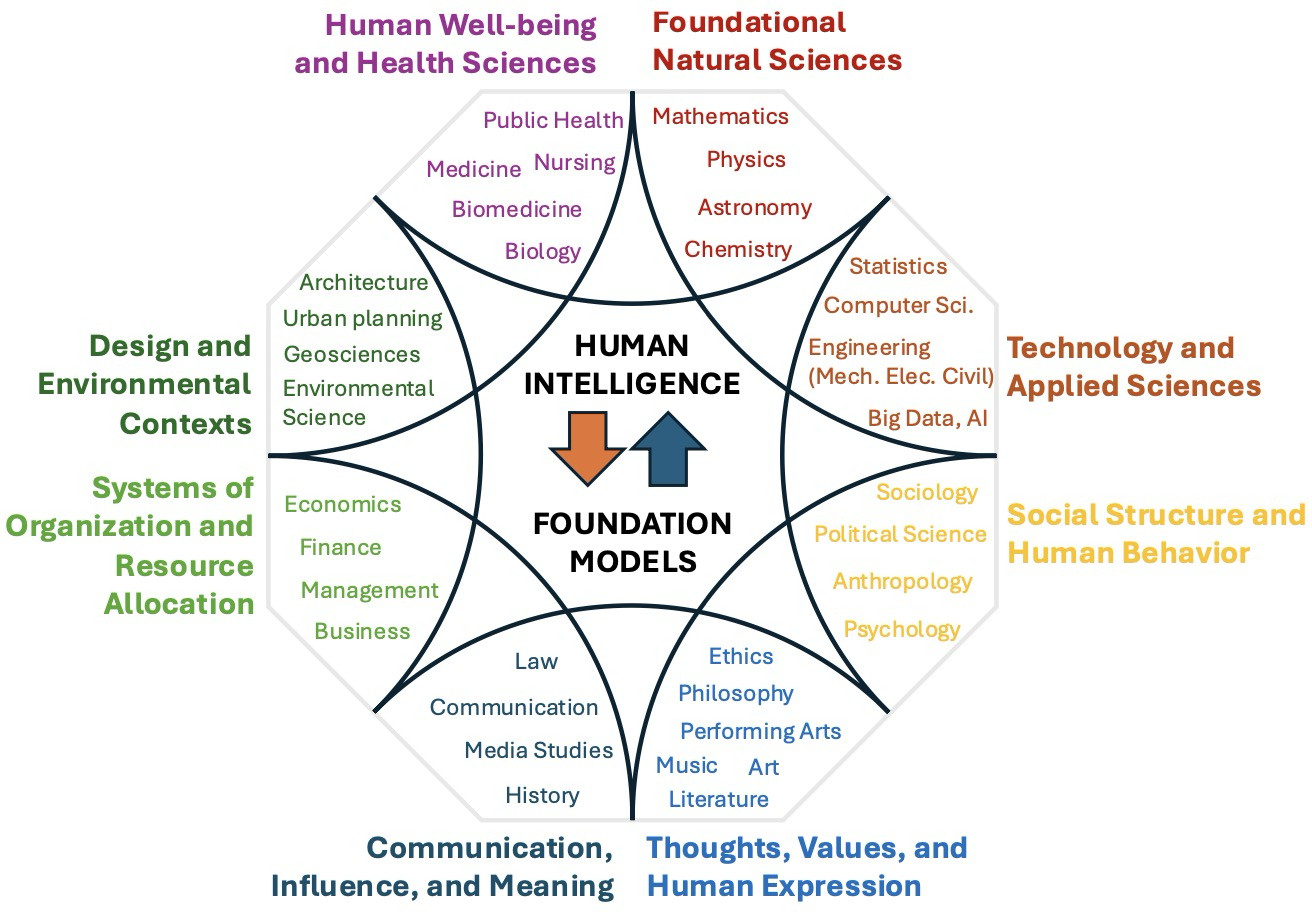 Human Well-being
and Health Sciences
Foundational
Natural Sciences
Public Health
Medicine
Nursing
Biomedicine
Biology
Mathematics
Physics
Astronomy
Chemistry
Architecture
Urban planning
Geosciences
Environmental
Science
Statistics
Computer Sci.
Engineering
(Mech. Elec. Civil)
Big Data, AI
Design and
Environmental
Contexts
HUMAN
INTELLIGENCE
FOUNDATION
MODELS
Technology and
Applied Sciences
Systems of
Organization and
Resource
Allocation
Economics
Finance
Management
Business
Sociology
Political Science
Anthropology
Psychology
Social Structure and
Human Behavior
Law
Communication
Media Studies
History
Ethics
Philosophy
Performing Arts
Music
Art
Literature
Communication,
Influence, and Meaning
Thoughts, Values, and
Human Expression